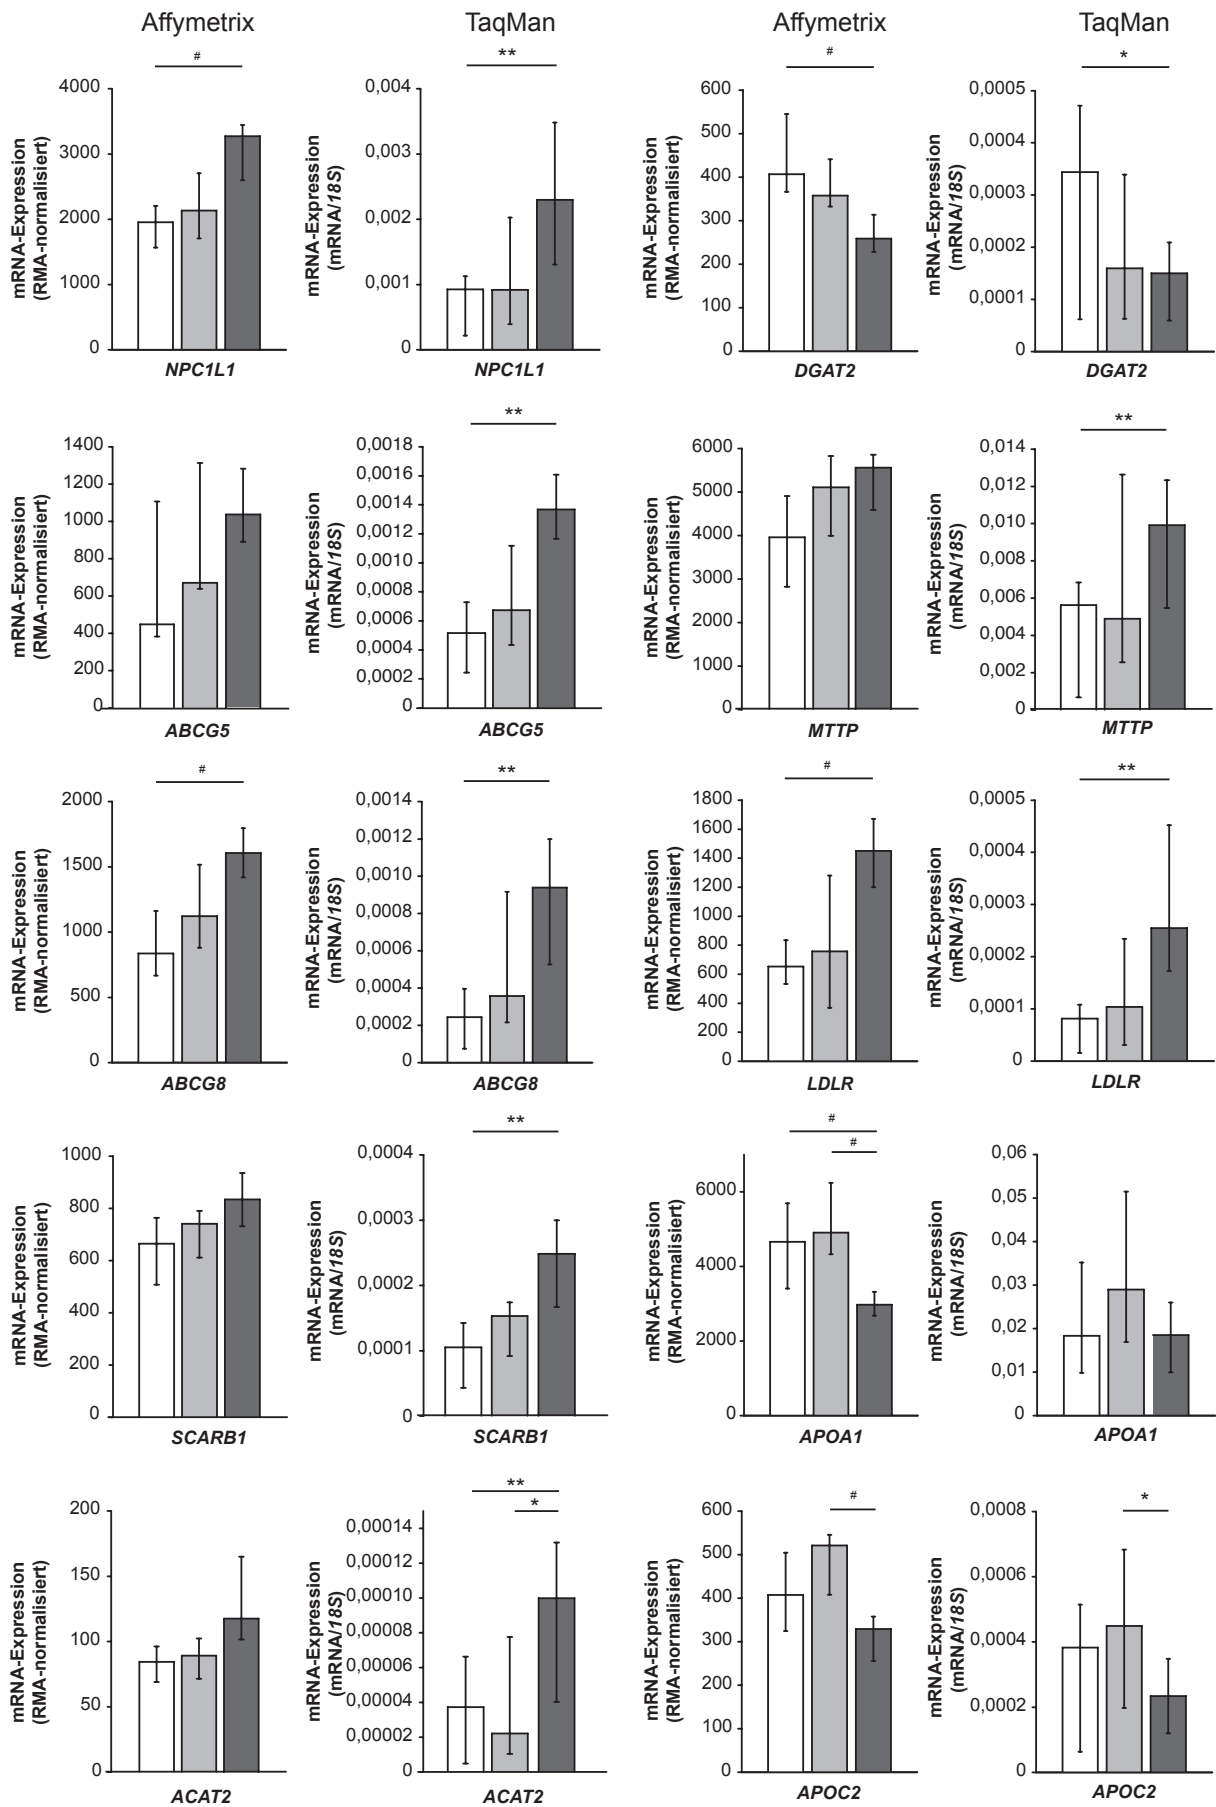 Affymetrix
TaqMan
Affymetrix
TaqMan
#
mRNA-Expression
(RMA-normalisiert)
4000
3000
2000
1000
0
NPC1L1
**
mRNA-Expression
(mRNA/18S)
0,004
0,003
0,002
0,001
0
NPC1L1
#
mRNA-Expression
(RMA-normalisiert)
600
500
400
300
200
100
0
DGAT2
*
mRNA-Expression
(mRNA/18S)
0,0005
0,0004
0,0003
0,0002
0,0001
0
DGAT2
mRNA-Expression
(RMA-normalisiert)
1400
1200
1000
800
600
400
200
0
ABCG5
**
mRNA-Expression
(mRNA/18S)
0,0018
0,0016
0,0014
0,0012
0,0010
0,0008
0,0006
0,0004
0,0002
0
ABCG5
mRNA-Expression
(RMA-normalisiert)
6000
5000
4000
3000
2000
1000
0
MTTP
**
mRNA-Expression
(mRNA/18S)
0,014
0,012
0,010
0,008
0,006
0,004
0,002
0
MTTP
#
mRNA-Expression
(RMA-normalisiert)
2000
1500
1000
500
0
ABCG8
**
mRNA-Expression
(mRNA/18S)
0,0014
0,0012
0,0010
0,0008
0,0006
0,0004
0,0002
0
ABCG8
#
mRNA-Expression
(RMA-normalisiert)
1800
1600
1400
1200
1000
800
600
400
200
0
LDLR
**
mRNA-Expression
(mRNA/18S)
0,0005
0,0004
0,0003
0,0002
0,0001
0
LDLR
mRNA-Expression
(RMA-normalisiert)
1000
800
600
400
200
0
SCARB1
**
mRNA-Expression
(mRNA/18S)
0,0004
0,0003
0,0002
0,0001
0
SCARB1
#
#
mRNA-Expression
(RMA-normalisiert)
6000
4000
2000
0
APOA1
mRNA-Expression
(mRNA/18S)
0,06
0,05
0,04
0,03
0,02
0,01
0
APOA1
mRNA-Expression
(RMA-normalisiert)
200
150
100
50
0
ACAT2
**
*
mRNA-Expression
(mRNA/18S)
0,00014
0,00012
0,00010
0,00008
0,00006
0,00004
0,00002
0
ACAT2
#
mRNA-Expression
(RMA-normalisiert)
600
500
400
300
200
100
0
APOC2
*
mRNA-Expression
(mRNA/18S)
0,0008
0,0006
0,0004
0,0002
0
APOC2